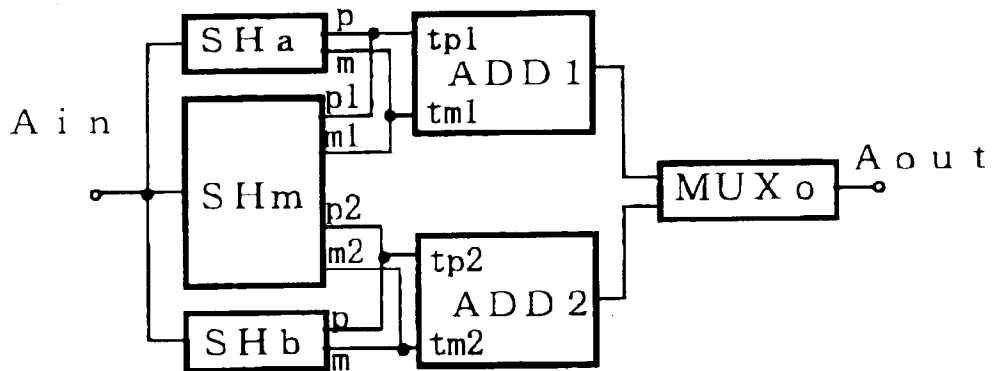 SHa
p
m
tp1
ADD1
tm1
Ain
p1
m1
SHm
p2
m2
MUXo
Aout
tp2
ADD2
tm2
SHb
p
m